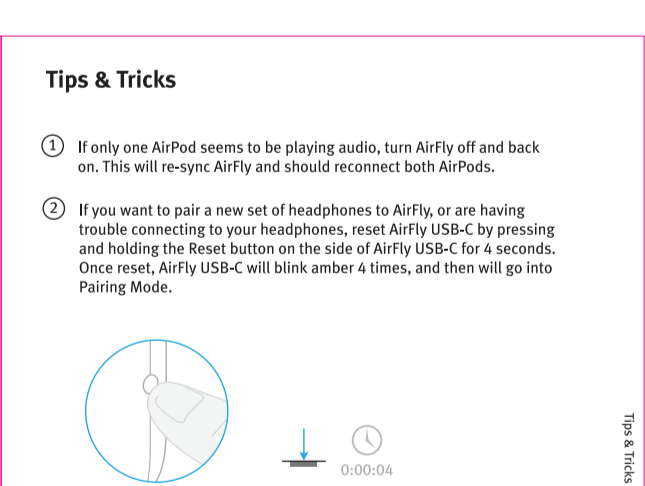 Tips & Tricks
1 If only one AirPod seems to be playing audio, turn AirFly off and back
on. This will re-sync AirFly and should reconnect both AirPods.
2 If you want to pair a new set of headphones to AirFly, or are having
trouble connecting to your headphones, reset AirFly USB-C by pressing
and holding the Reset button on the side of AirFly USB-C for 4 seconds.
Once reset, AirFly USB-C will blink amber 4 times, and then will go into
Pairing Mode.
0:00:04
Tips & Tricks